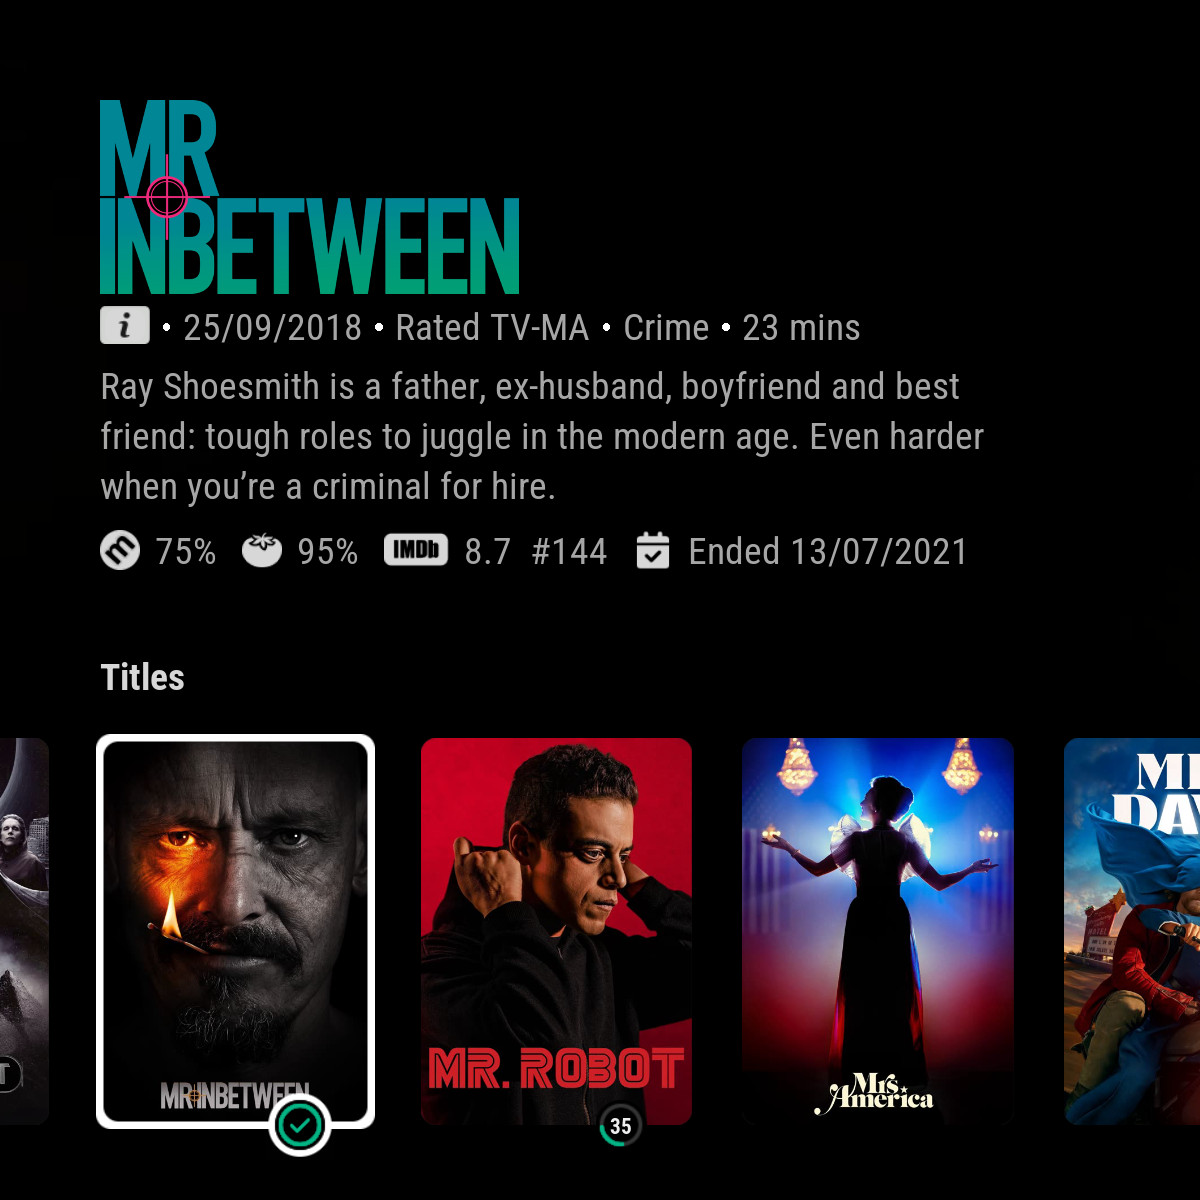 MR
INBETWEEN
i • 25/09/2018 • Rated TV-MA • Crime • 23 mins
Ray Shoesmith is a father, ex-husband, boyfriend and best
friend: tough roles to juggle in the modern age. Even harder
when you’re a criminal for hire.
m 75% 95% IMDb 8.7 #144 Ended 13/07/2021
Titles
MR INBETWEEN
MR. ROBOT
35
Mrs.
America